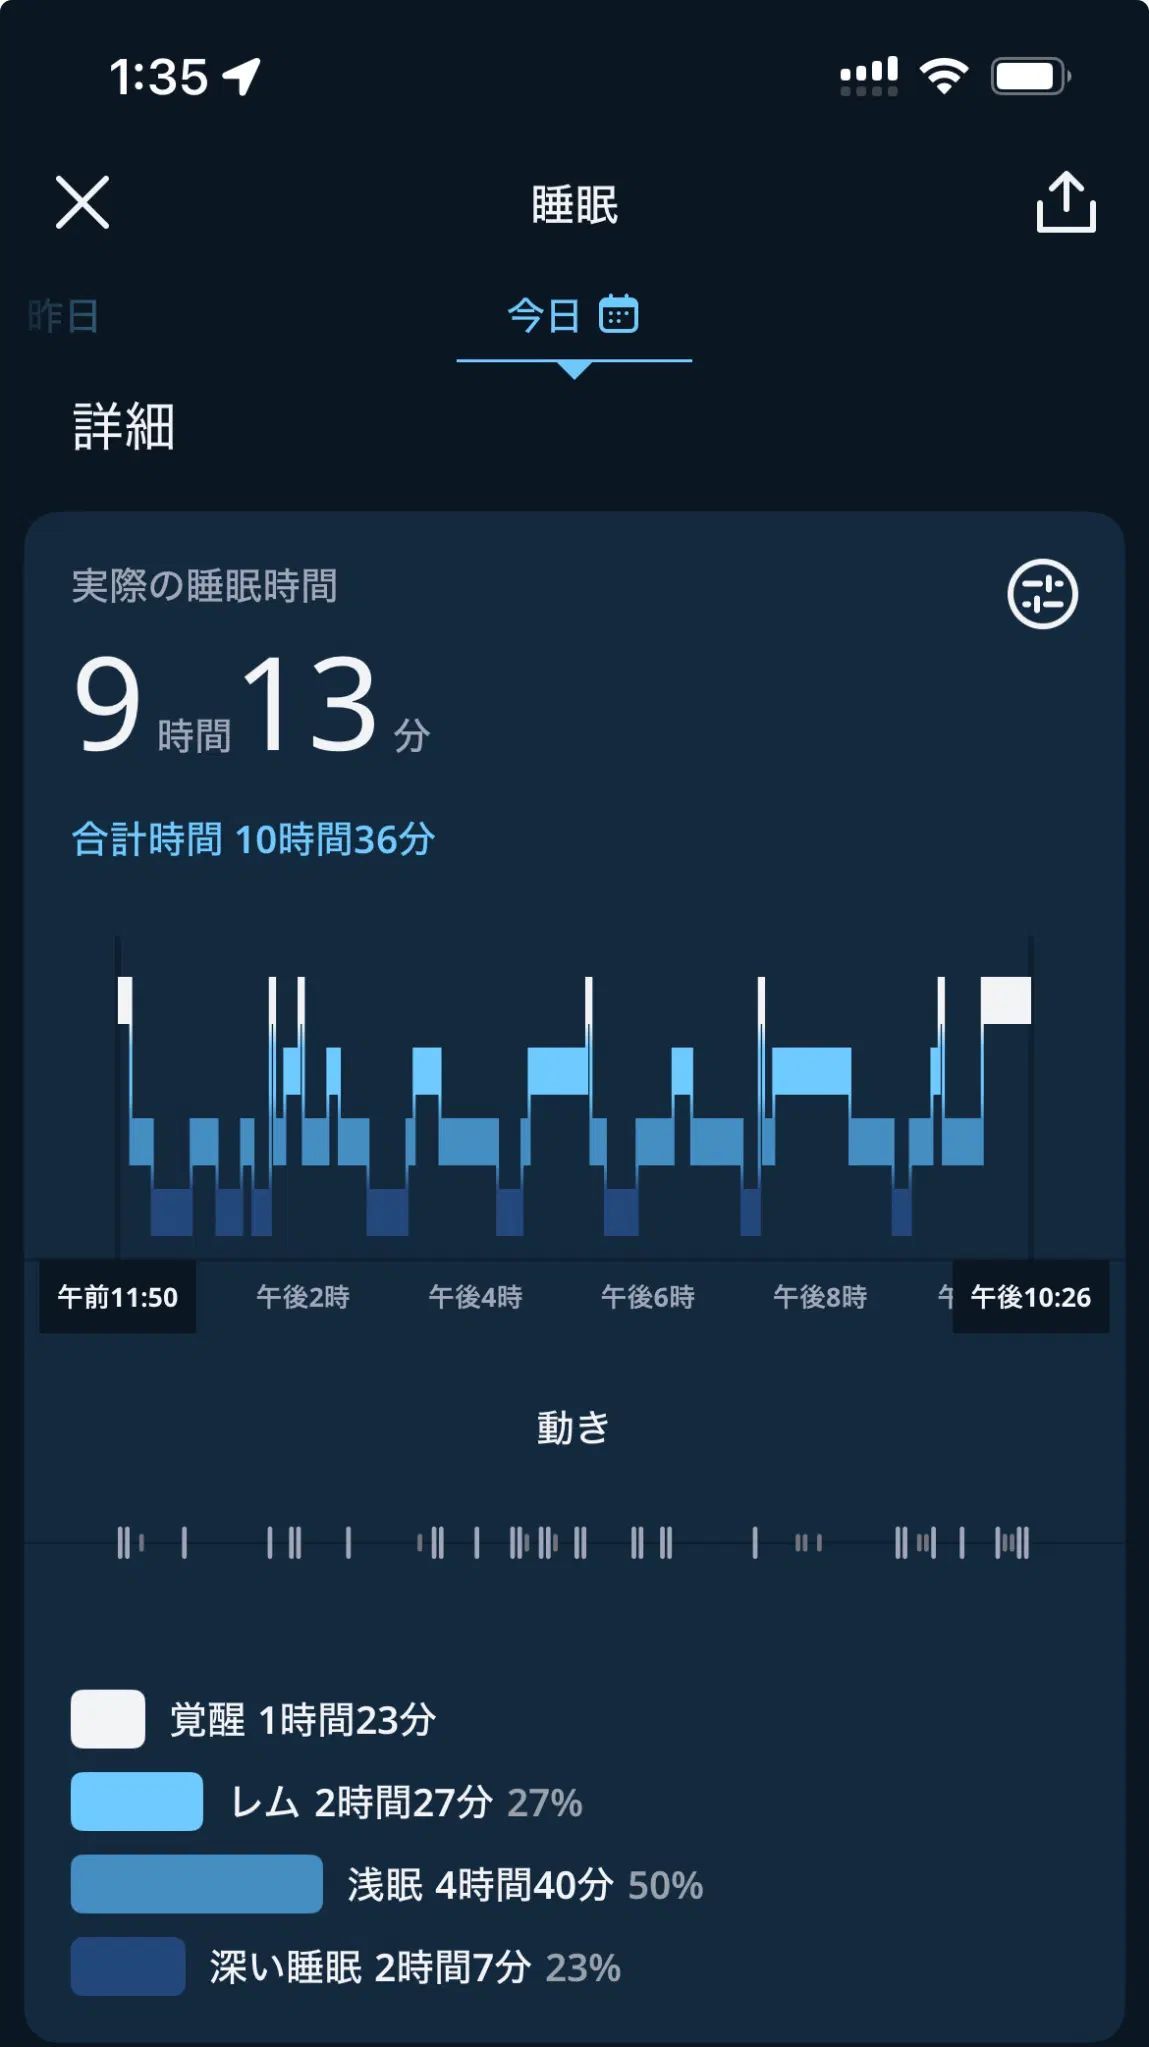 1:35
睡眠
昨日
今日
詳細
実際の睡眠時間
9時間13分
合計時間 10時間36分
午前11:50 午後2時 午後4時 午後6時 午後8時 午後10:26
動き
覚醒 1時間23分
レム 2時間27分 27%
浅眠 4時間40分 50%
深い睡眠 2時間7分 23%